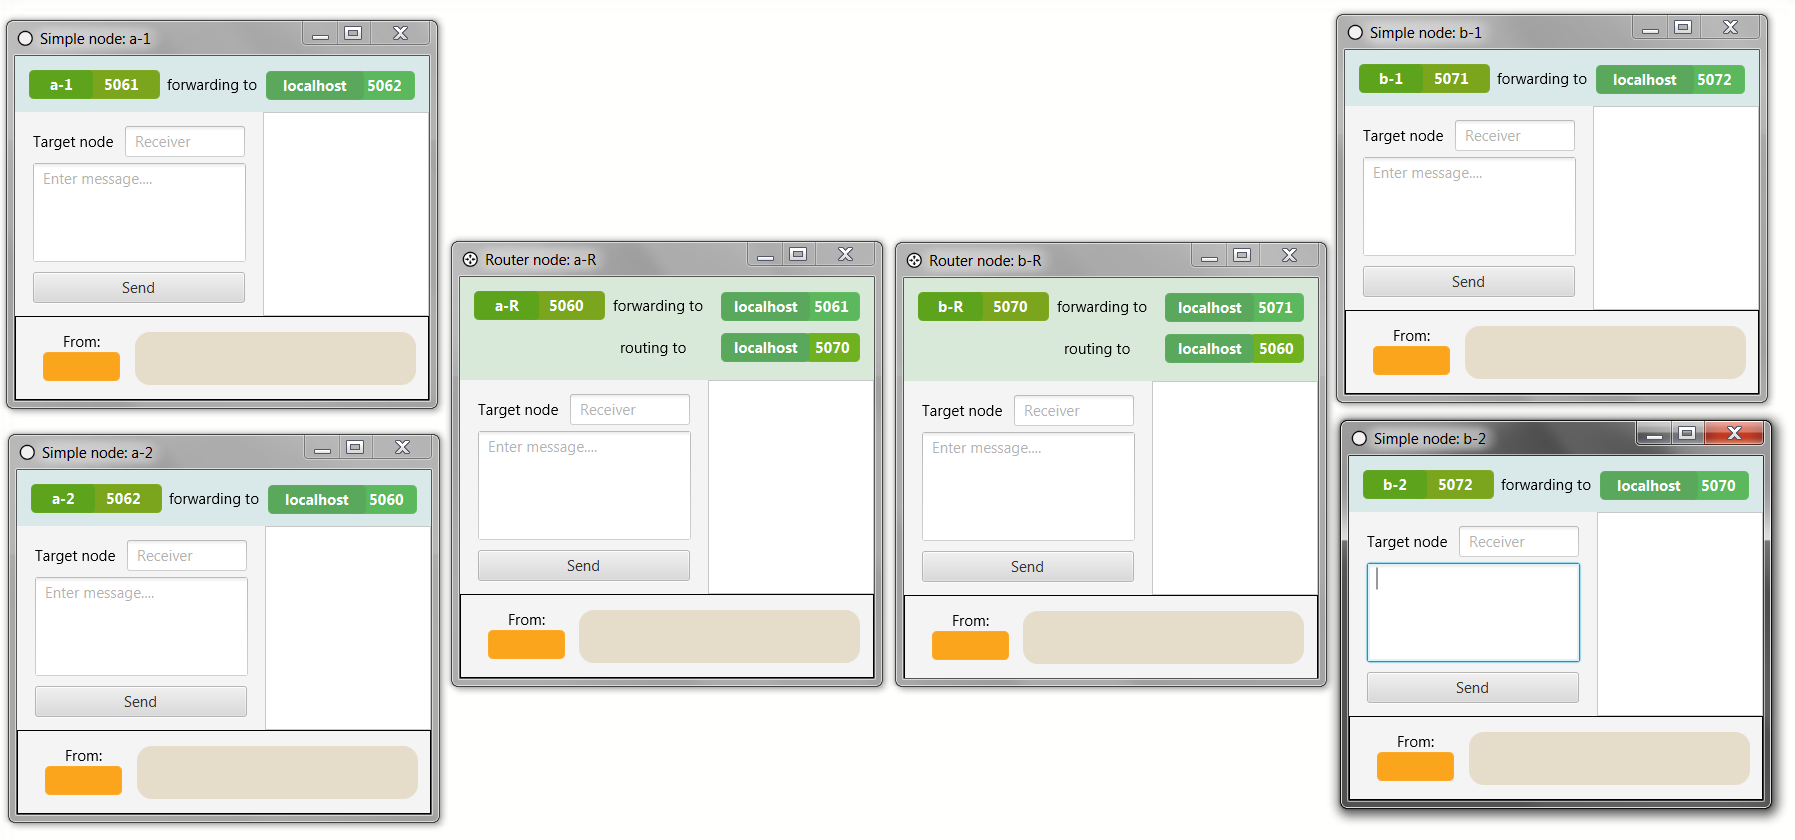 Simple node: a-1
a-1 5061 forwarding to localhost 5062
Target node Receiver
Enter message....
Send
From:
Simple node: a-2
a-2 5062 forwarding to localhost 5060
Target node Receiver
Enter message....
Send
From:
Router node: a-R
a-R 5060 forwarding to localhost 5061
routing to localhost 5070
Target node Receiver
Enter message....
Send
From:
Router node: b-R
b-R 5070 forwarding to localhost 5071
routing to localhost 5060
Target node Receiver
Enter message....
Send
From:
Simple node: b-1
b-1 5071 forwarding to localhost 5072
Target node Receiver
Enter message....
Send
From:
Simple node: b-2
b-2 5072 forwarding to localhost 5070
Target node Receiver
Send
From: